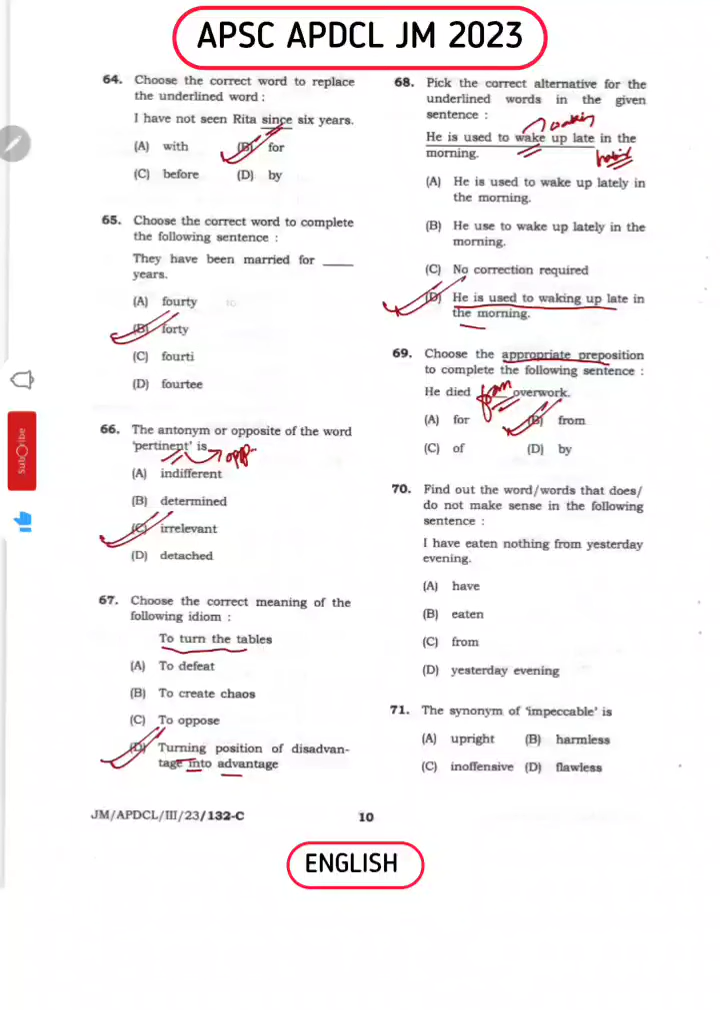 APSC APDCL JM 2023
64. Choose the correct word to replace
the underlined word :
I have not seen Rita since six years.
(A) with
(B) for
(C) before
(D) by
65. Choose the correct word to complete
the following sentence :
They have been married for ____
years.
(A) fourty
(B) forty
(C) fourti
(D) fourtee
66. The antonym or opposite of the word
'pertinent' is
opp..
(A) indifferent
(B) determined
(C) irrelevant
(D) detached
67. Choose the correct meaning of the
following idiom :
To turn the tables
(A) To defeat
(B) To create chaos
(C) To oppose
(D) Turning position of disadvan-
tage into advantage
68. Pick the correct alternative for the
underlined words in the given
sentence :
waking
He is used to wake up late in the
morning.
habit
(A) He is used to wake up lately in
the morning.
(B) He use to wake up lately in the
morning.
(C) No correction required
(D) He is used to waking up late in
the morning.
69. Choose the appropriate preposition
to complete the following sentence :
He died from overwork.
(A) for
(B) from
(C) of
(D) by
70. Find out the word/words that does/
do not make sense in the following
sentence :
I have eaten nothing from yesterday
evening.
(A) have
(B) eaten
(C) from
(D) yesterday evening
71. The synonym of 'impeccable' is
(A) upright
(B) harmless
(C) inoffensive
(D) flawless
subscribe
JM/APDCL/III/23/132-C
10
ENGLISH